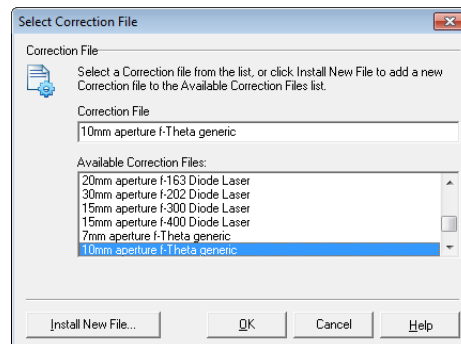 Select Correction File
Correction File
Select a Correction file from the list, or click Install New File to add a new
Correction file to the Available Correction Files list.
Correction File
10mm aperture f-Theta generic
Available Correction Files:
20mm aperture f-163 Diode Laser
30mm aperture f-202 Diode Laser
15mm aperture f-300 Diode Laser
15mm aperture f-400 Diode Laser
7mm aperture f-Theta generic
10mm aperture f-Theta generic
Install New File... OK Cancel Help